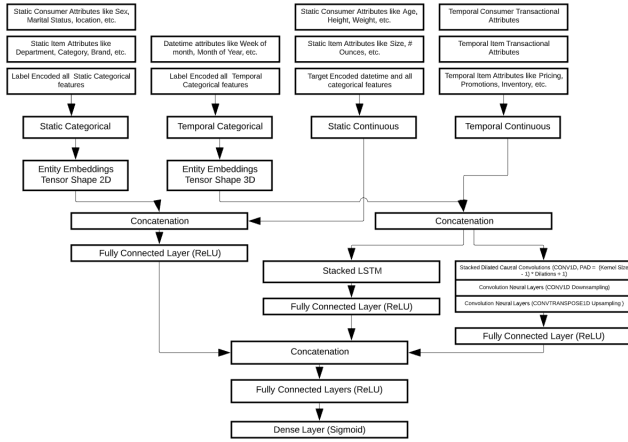 Static Consumer Attributes like Sex,
Marital Status, location, etc.
Static Item Attributes like
Department, Category, Brand, etc.
Label Encoded all  Static Categorical
features
Datetime attributes like Week of
month, Month of Year, etc.
Label Encoded all  Temporal
Categorical features
Static Consumer Attributes like Age,
Height, Weight, etc.
Static Item Attributes like Size, #
Ounces, etc.
Target Encoded datetime and all
categorical features
Temporal Consumer Transactional
Attributes
Temporal Item Transactional
Attributes
Temporal Item Attributes like Pricing,
Promotions, Inventory, etc.
Static Categorical
Temporal Categorical
Static Continuous
Temporal Continuous
Entity Embeddings
Tensor Shape 2D
Entity Embeddings
Tensor Shape 3D
Concatenation
Concatenation
Fully Connected Layer (ReLU)
Stacked LSTM
Stacked Dilated Causal Convolutions (CONV1D, PAD =  (Kernel Size
- 1) * Dilations + 1)
Convolution Neural Layers (CONV1D Downsampling)
Convolution Neural Layers (CONVTRANSPOSE1D Upsampling )
Fully Connected Layer (ReLU)
Fully Connected Layer (ReLU)
Concatenation
Fully Connected Layers (ReLU)
Dense Layer (Sigmoid)